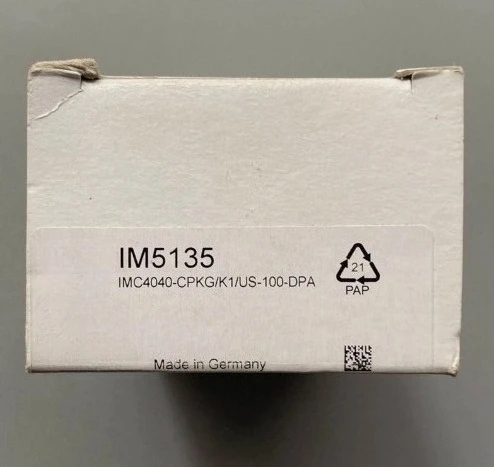 IM5135
IMC4040-CPKG/K1/US-100-DPA
21
PAP
Made in Germany